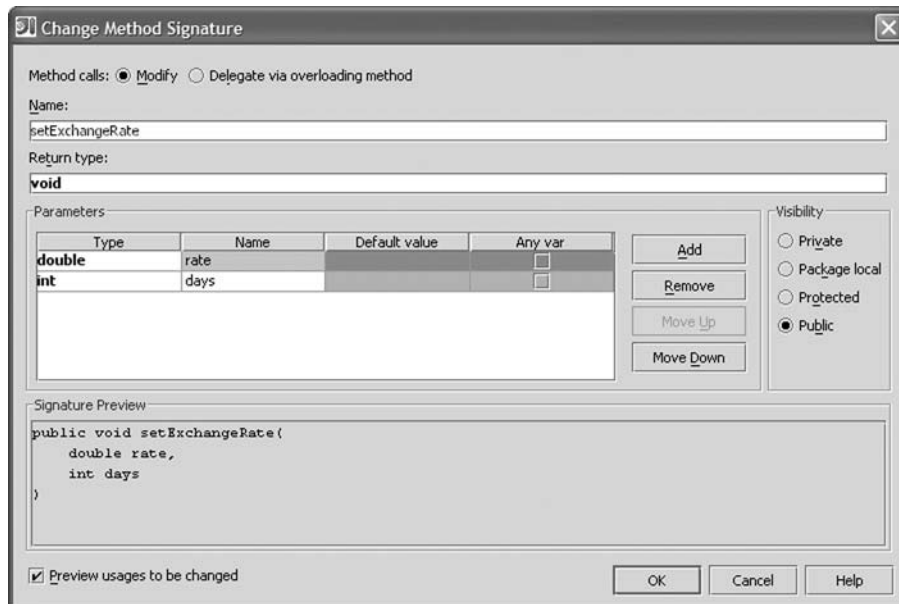 Change Method Signature
Method calls: Modify Delegate via overloading method
Name:
setExchangeRate
Return type:
void
Parameters
Type Name Default value Any var
double rate
int days
Add
Remove
Move Up
Move Down
Visibility
Private
Package local
Protected
Public
Signature Preview
public void setExchangeRate(
double rate,
int days
)
Preview usages to be changed
OK Cancel Help